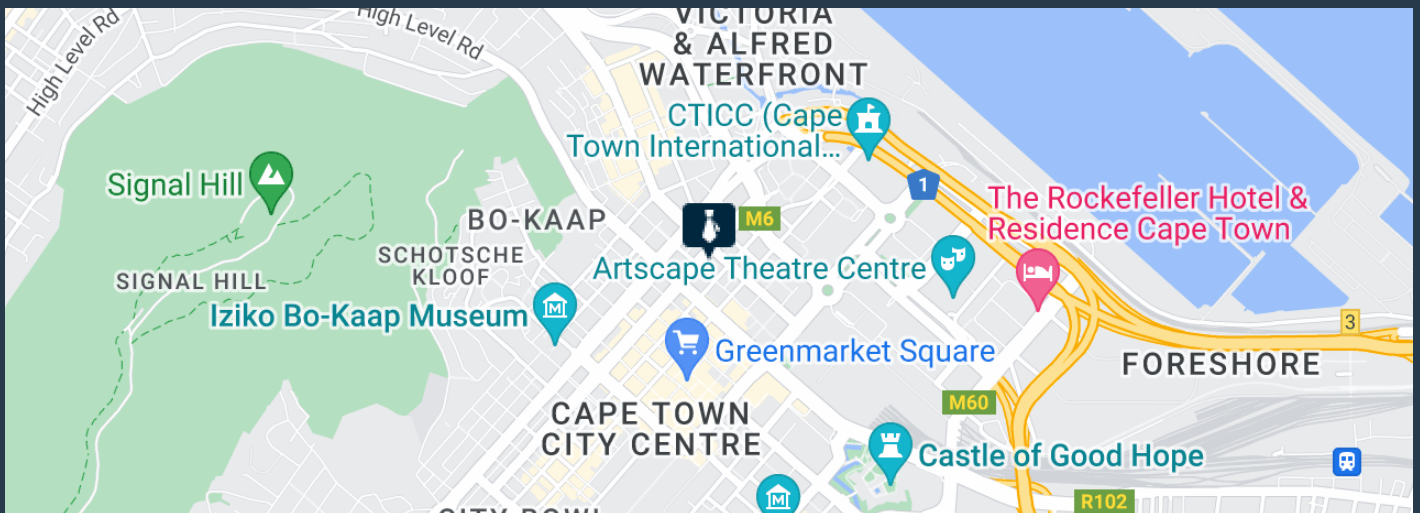 High Level Rd
High Level Rd
VICTORIA
& ALFRED
WATERFRONT
CTICC (Cape
Town International...
1
Signal Hill
The Rockefeller Hotel &
Residence Cape Town
BO-KAAP
M6
SCHOTSCHE
KLOOF
Artscape Theatre Centre
SIGNAL HILL
Iziko Bo-Kaap Museum
3
Greenmarket Square
FORESHORE
M60
CAPE TOWN
CITY CENTRE
Castle of Good Hope
R102
CITY BOWL